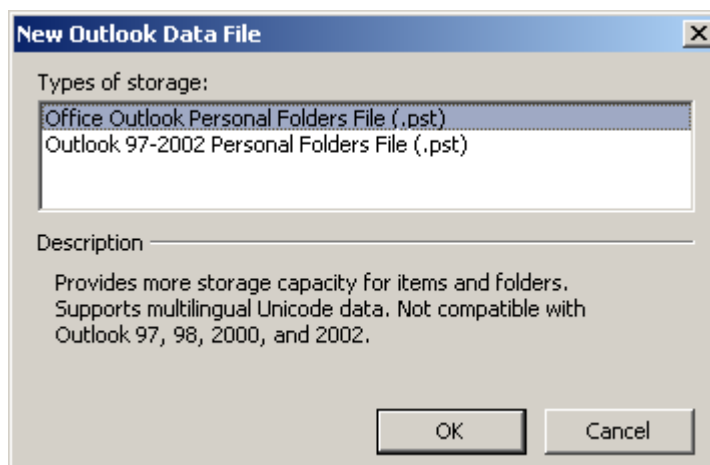 New Outlook Data File
Types of storage:
Office Outlook Personal Folders File (.pst)
Outlook 97-2002 Personal Folders File (.pst)
Description
Provides more storage capacity for items and folders.
Supports multilingual Unicode data. Not compatible with
Outlook 97, 98, 2000, and 2002.
OK
Cancel